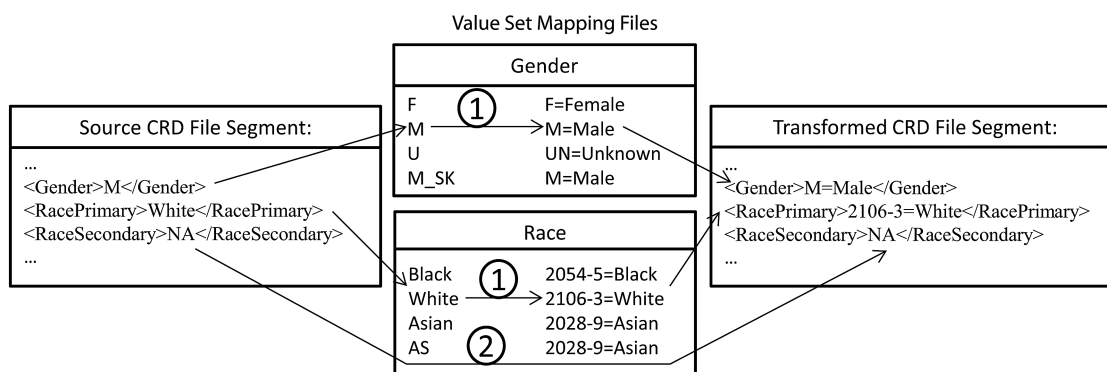 Value Set Mapping Files
Gender
F 1 F=Female
M M=Male
U UN=Unknown
M_SK M=Male
Source CRD File Segment:
...
<Gender>M</Gender>
<RacePrimary>White</RacePrimary>
<RaceSecondary>NA</RaceSecondary>
...
Race
Black 1 2054-5=Black
White 2106-3=White
Asian 2028-9=Asian
AS 2 2028-9=Asian
Transformed CRD File Segment:
...
<Gender>M=Male</Gender>
<RacePrimary>2106-3=White</RacePrimary>
<RaceSecondary>NA</RaceSecondary>
...